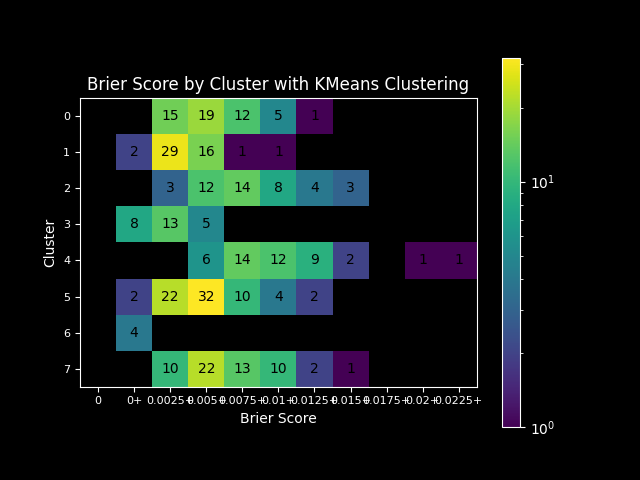 Brier Score by Cluster with KMeans Clustering
0 15 19 12 5 1
1 2 29 16 1 1
2 3 12 14 8 4 3
3 8 13 5
4 6 14 12 9 2 1 1
5 2 22 32 10 4 2
6 4
7 10 22 13 10 2 1
Cluster
0 0+ 0.0025+ 0.005+ 0.0075+ 0.01+ 0.0125+ 0.015+ 0.0175+ 0.02+ 0.0225+
Brier Score
10¹
10⁰